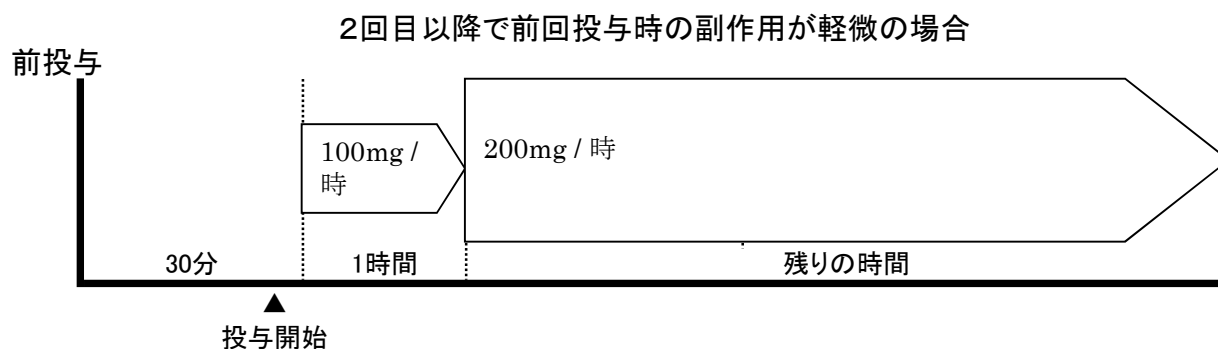 ２回目以降で前回投与時の副作用が軽微の場合
前投与
100mg /
時
200mg / 時
30分
1時間
残りの時間
▲
投与開始